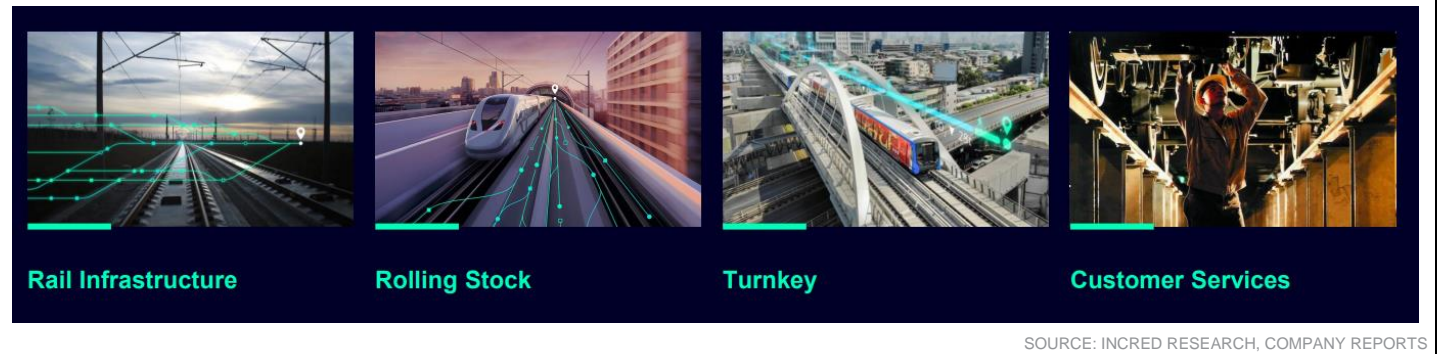 Rail Infrastructure
Rolling Stock
Turnkey
Customer Services
SOURCE: INCRED RESEARCH, COMPANY REPORTS